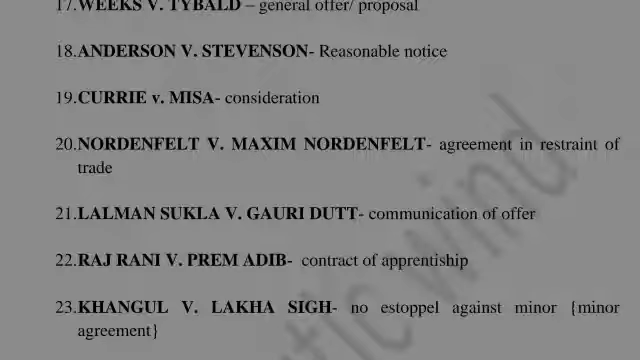 17.WEEKS V. TYBALD – general offer/ proposal
18.ANDERSON V. STEVENSON- Reasonable notice
19.CURRIE v. MISA- consideration
20.NORDENFELT V. MAXIM NORDENFELT- agreement in restraint of
trade
21.LALMAN SUKLA V. GAURI DUTT- communication of offer
22.RAJ RANI V. PREM ADIB- contract of apprentiship
23.KHANGUL V. LAKHA SIGH- no estoppel against minor {minor
agreement}